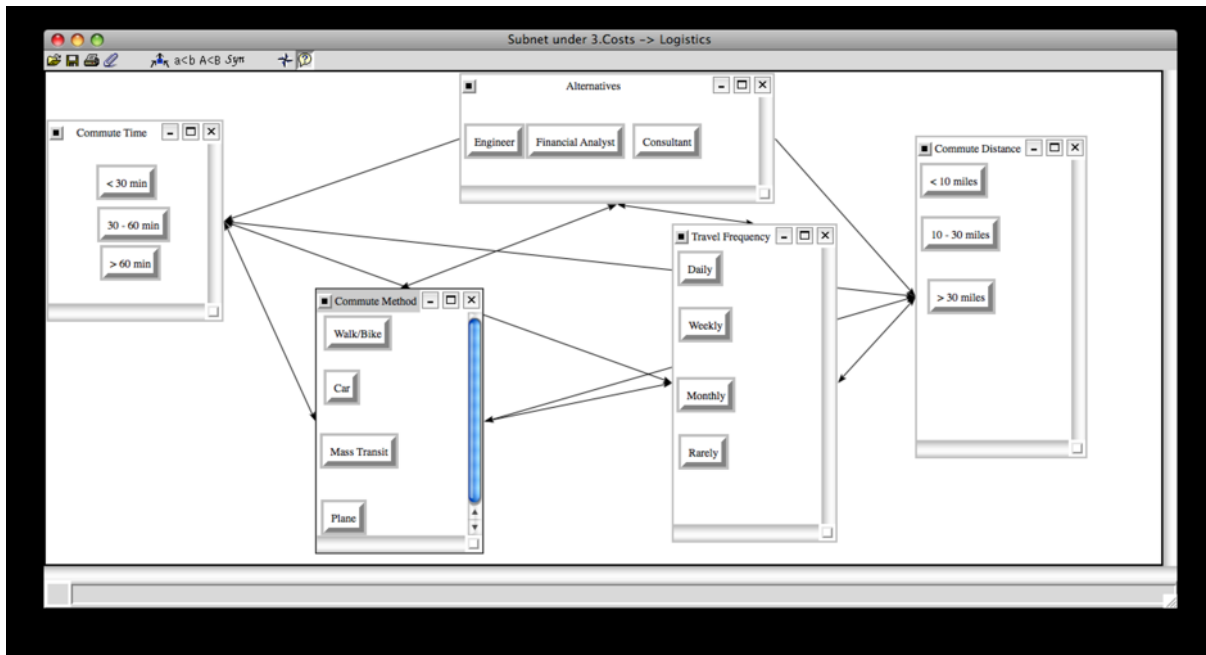 Subnet under 3.Costs -> Logistics
a<b A<B Syn
Alternatives
Engineer
Financial Analyst
Consultant
Commute Time
< 30 min
30 - 60 min
> 60 min
Commute Method
Walk/Bike
Car
Mass Transit
Plane
Travel Frequency
Daily
Weekly
Monthly
Rarely
Commute Distance
< 10 miles
10 - 30 miles
> 30 miles